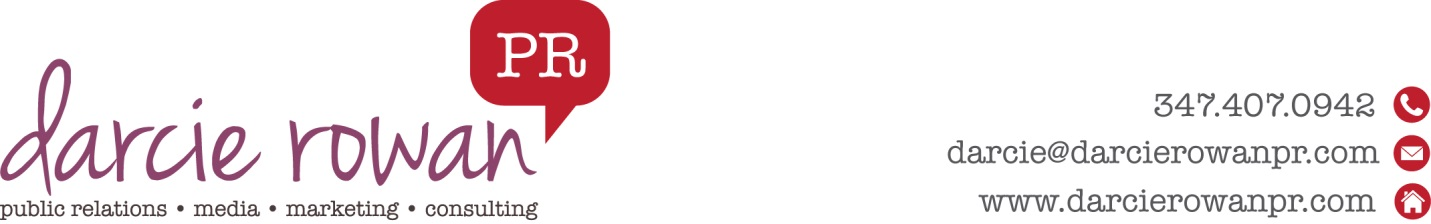 PR
darcie rowan
public relations • media • marketing • consulting
347.407.0942
darcie@darcierowanpr.com
www.darcierowanpr.com